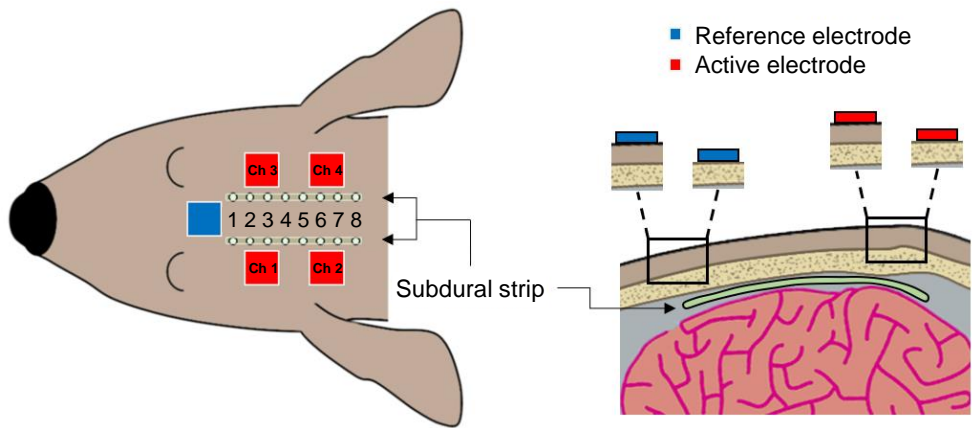 Reference electrode
Active electrode
Ch 3 Ch 4
1 2 3 4 5 6 7 8
Ch 1 Ch 2
Subdural strip